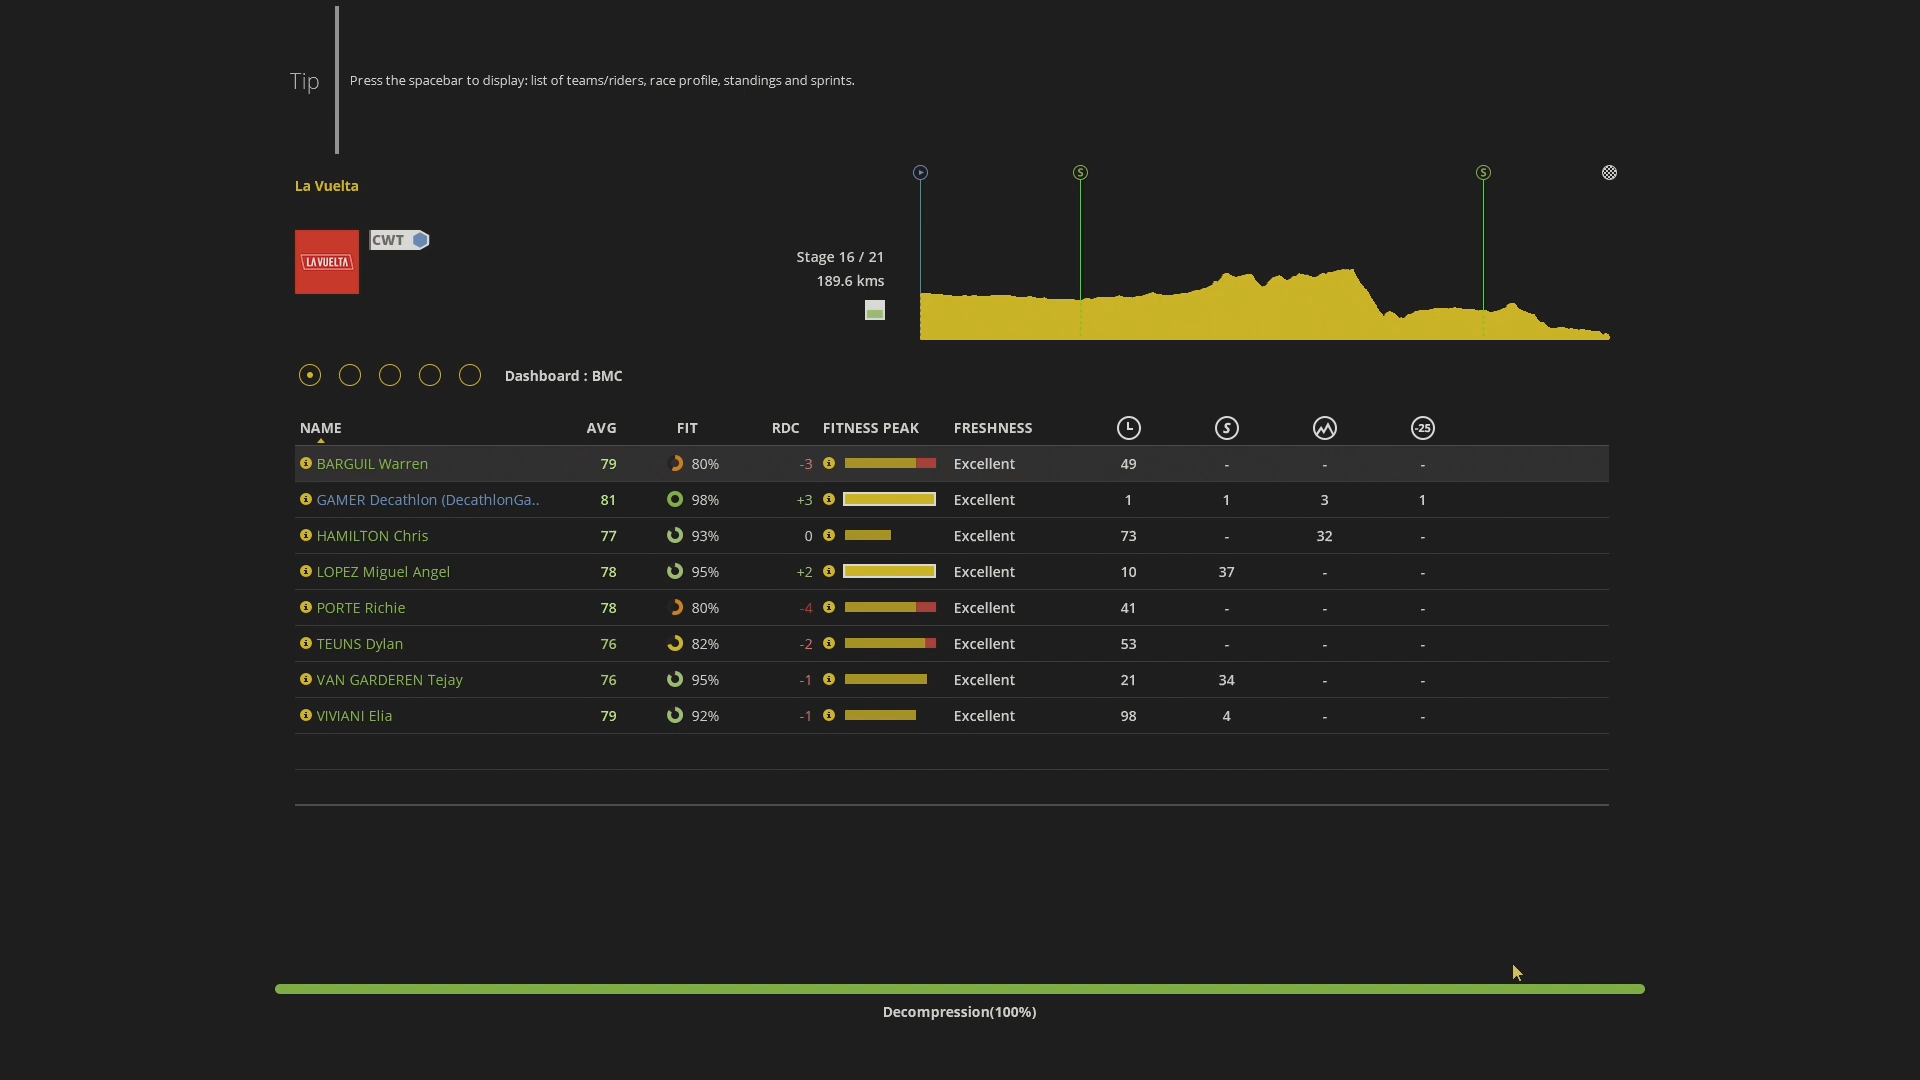 Tip
Press the spacebar to display: list of teams/riders, race profile, standings and sprints.
La Vuelta
LA VUELTA
CWT
Stage 16 / 21
189.6 kms
S
S
Dashboard : BMC
NAME AVG FIT RDC FITNESS PEAK FRESHNESS S -25
BARGUIL Warren 79 80% -3 Excellent 49 - - -
GAMER Decathlon (DecathlonGa.. 81 98% +3 Excellent 1 1 3 1
HAMILTON Chris 77 93% 0 Excellent 73 - 32 -
LOPEZ Miguel Angel 78 95% +2 Excellent 10 37 - -
PORTE Richie 78 80% -4 Excellent 41 - - -
TEUNS Dylan 76 82% -2 Excellent 53 - - -
VAN GARDEREN Tejay 76 95% -1 Excellent 21 34 - -
VIVIANI Elia 79 92% -1 Excellent 98 4 - -
Decompression(100%)